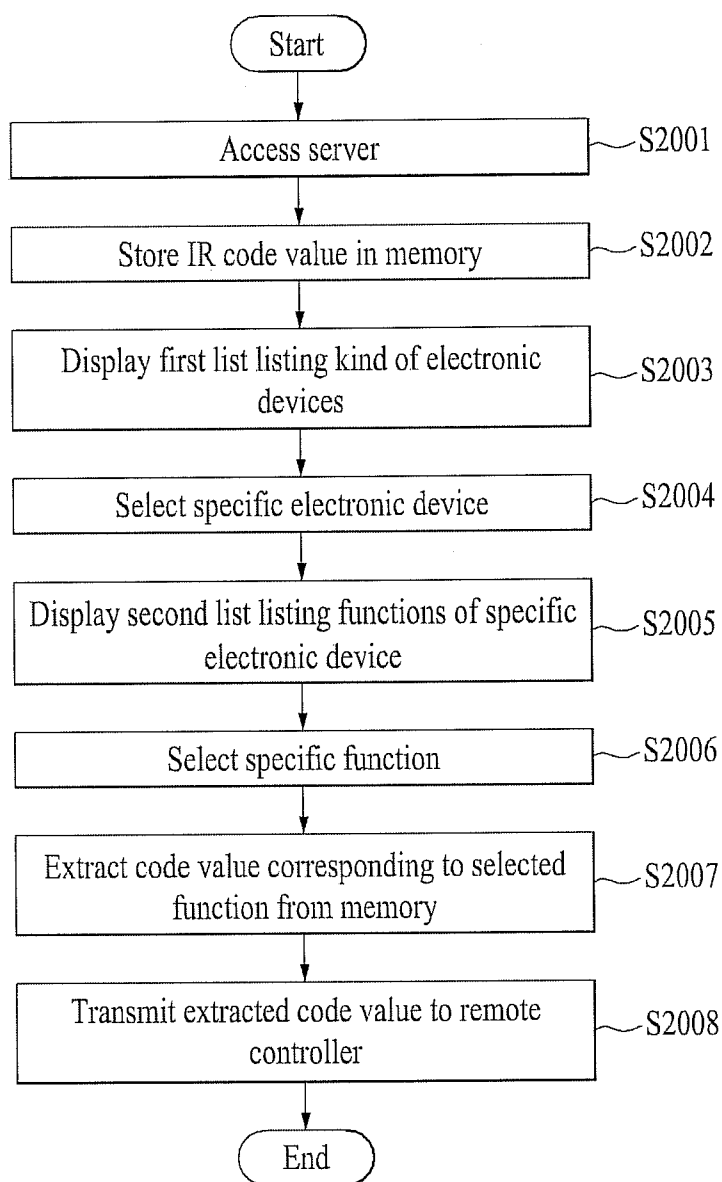 Start
Access server
S2001
Store IR code value in memory
S2002
Display first list listing kind of electronic
devices
S2003
Select specific electronic device
S2004
Display second list listing functions of specific
electronic device
S2005
Select specific function
S2006
Extract code value corresponding to selected
function from memory
S2007
Transmit extracted code value to remote
controller
S2008
End